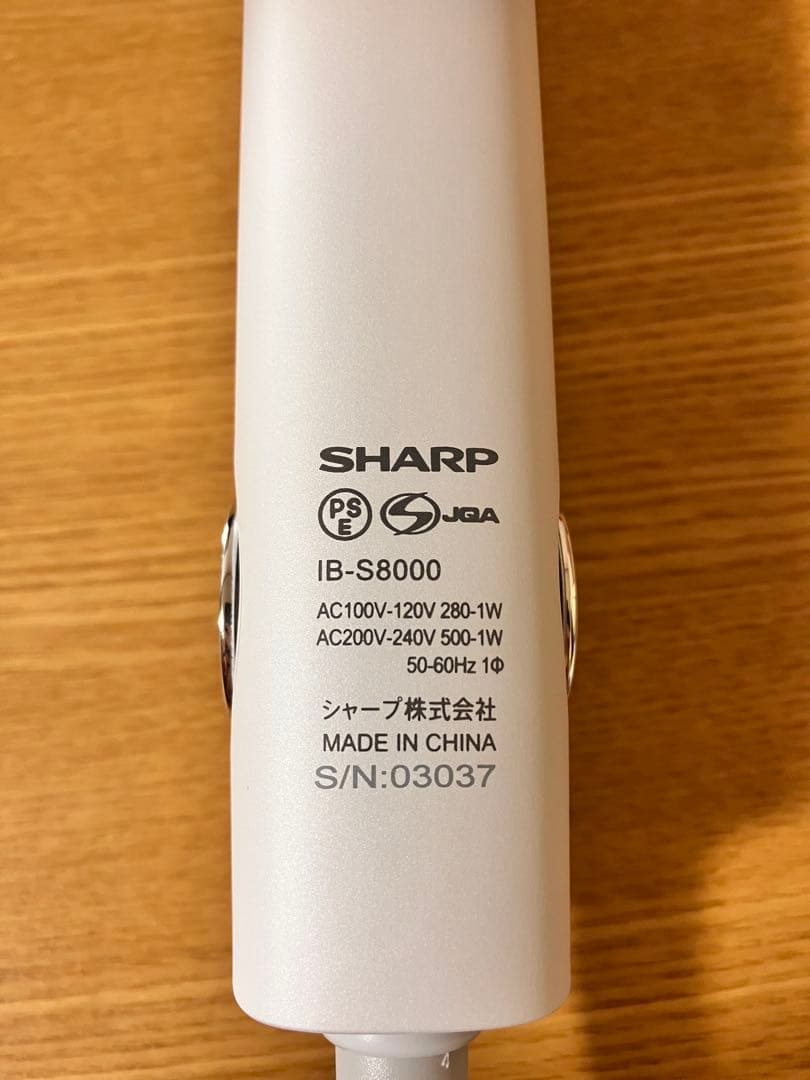 SHARP
PSE JQA
IB-S8000
AC100V-120V 280-1W
AC200V-240V 500-1W
50-60Hz 1Φ
シャープ株式会社
MADE IN CHINA
S/N:03037